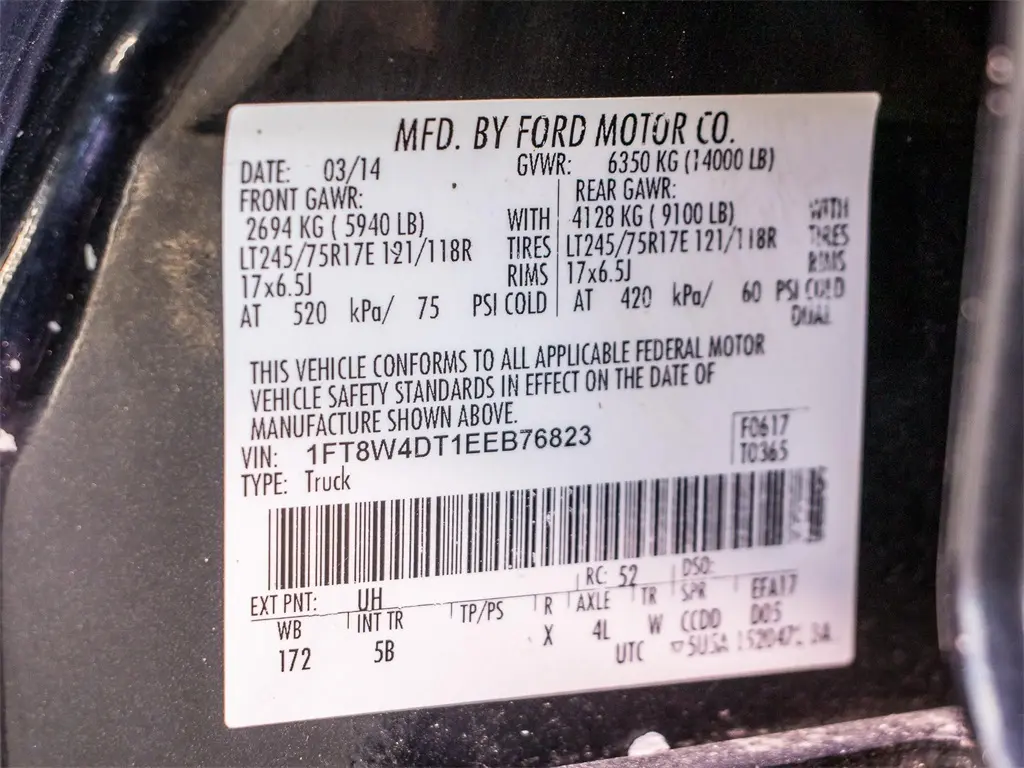 MFD. BY FORD MOTOR CO.
DATE: 03/14 GVWR: 6350 KG (14000 LB)
FRONT GAWR: REAR GAWR:
2694 KG ( 5940 LB) WITH 4128 KG ( 9100 LB) WITH
LT245/75R17E 121/118R TIRES LT245/75R17E 121/118R TIRES
17x6.5J RIMS 17x6.5J RIMS
AT 520 kPa/ 75 PSI COLD AT 420 kPa/ 60 PSI COLD
DUAL
THIS VEHICLE CONFORMS TO ALL APPLICABLE FEDERAL MOTOR
VEHICLE SAFETY STANDARDS IN EFFECT ON THE DATE OF
MANUFACTURE SHOWN ABOVE.
VIN: 1FT8W4DT1EEB76823
F0617
T0365
TYPE: Truck
EXT PNT: UH RC: 52 DSO:
WB INT TR TP/PS R AXLE TR SPR EFA17
172 5B X 4L W CCDD D05
UTC